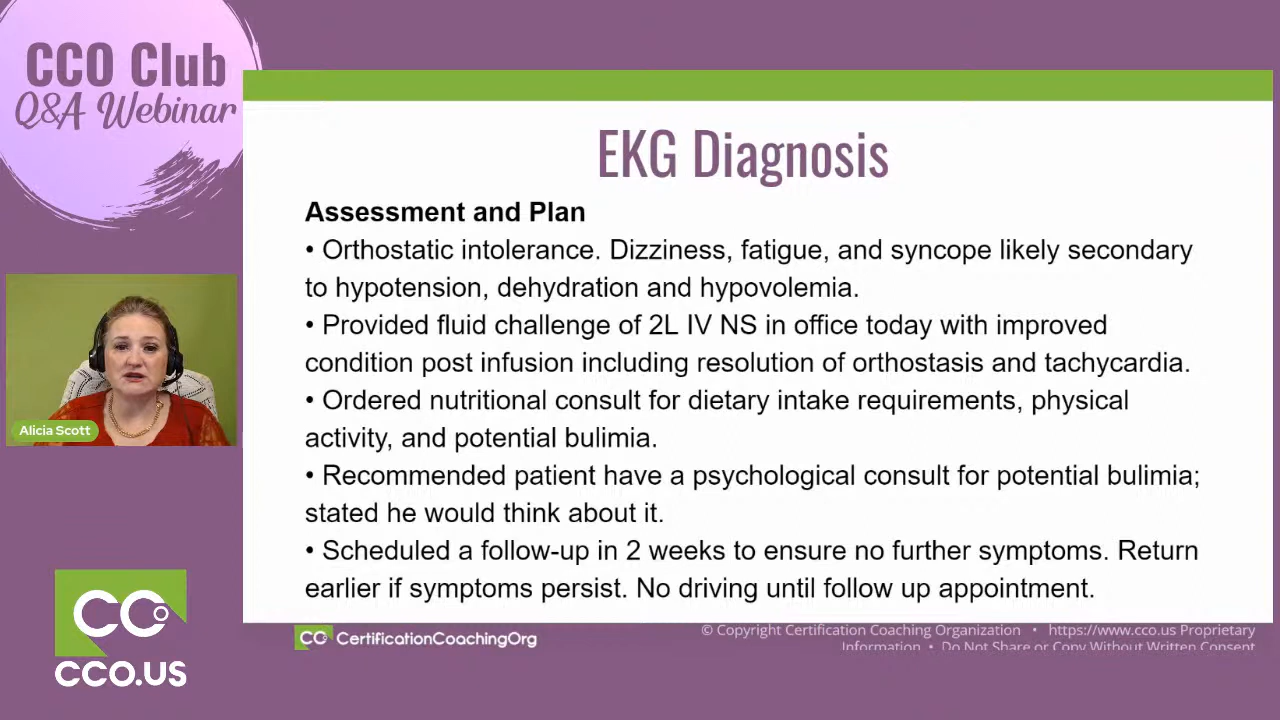 CCO Club
Q&A Webinar
EKG Diagnosis
Assessment and Plan
• Orthostatic intolerance. Dizziness, fatigue, and syncope likely secondary
to hypotension, dehydration and hypovolemia.
• Provided fluid challenge of 2L IV NS in office today with improved
condition post infusion including resolution of orthostasis and tachycardia.
• Ordered nutritional consult for dietary intake requirements, physical
activity, and potential bulimia.
• Recommended patient have a psychological consult for potential bulimia;
stated he would think about it.
• Scheduled a follow-up in 2 weeks to ensure no further symptoms. Return
earlier if symptoms persist. No driving until follow up appointment.
Alicia Scott
CCO
CCO.US
CCO CertificationCoachingOrg
© Copyright Certification Coaching Organization • https://www.cco.us Proprietary
Information • Do Not Share or Copy Without Written Consent